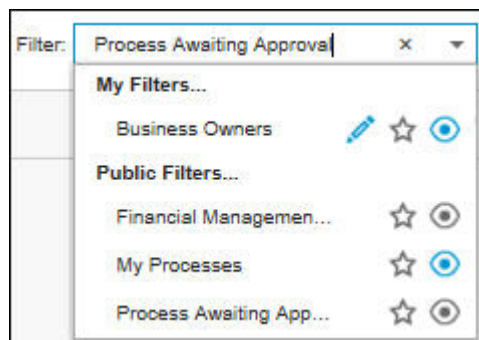 Filter: Process Awaiting Approval
My Filters...
Business Owners
Public Filters...
Financial Managemen...
My Processes
Process Awaiting App...